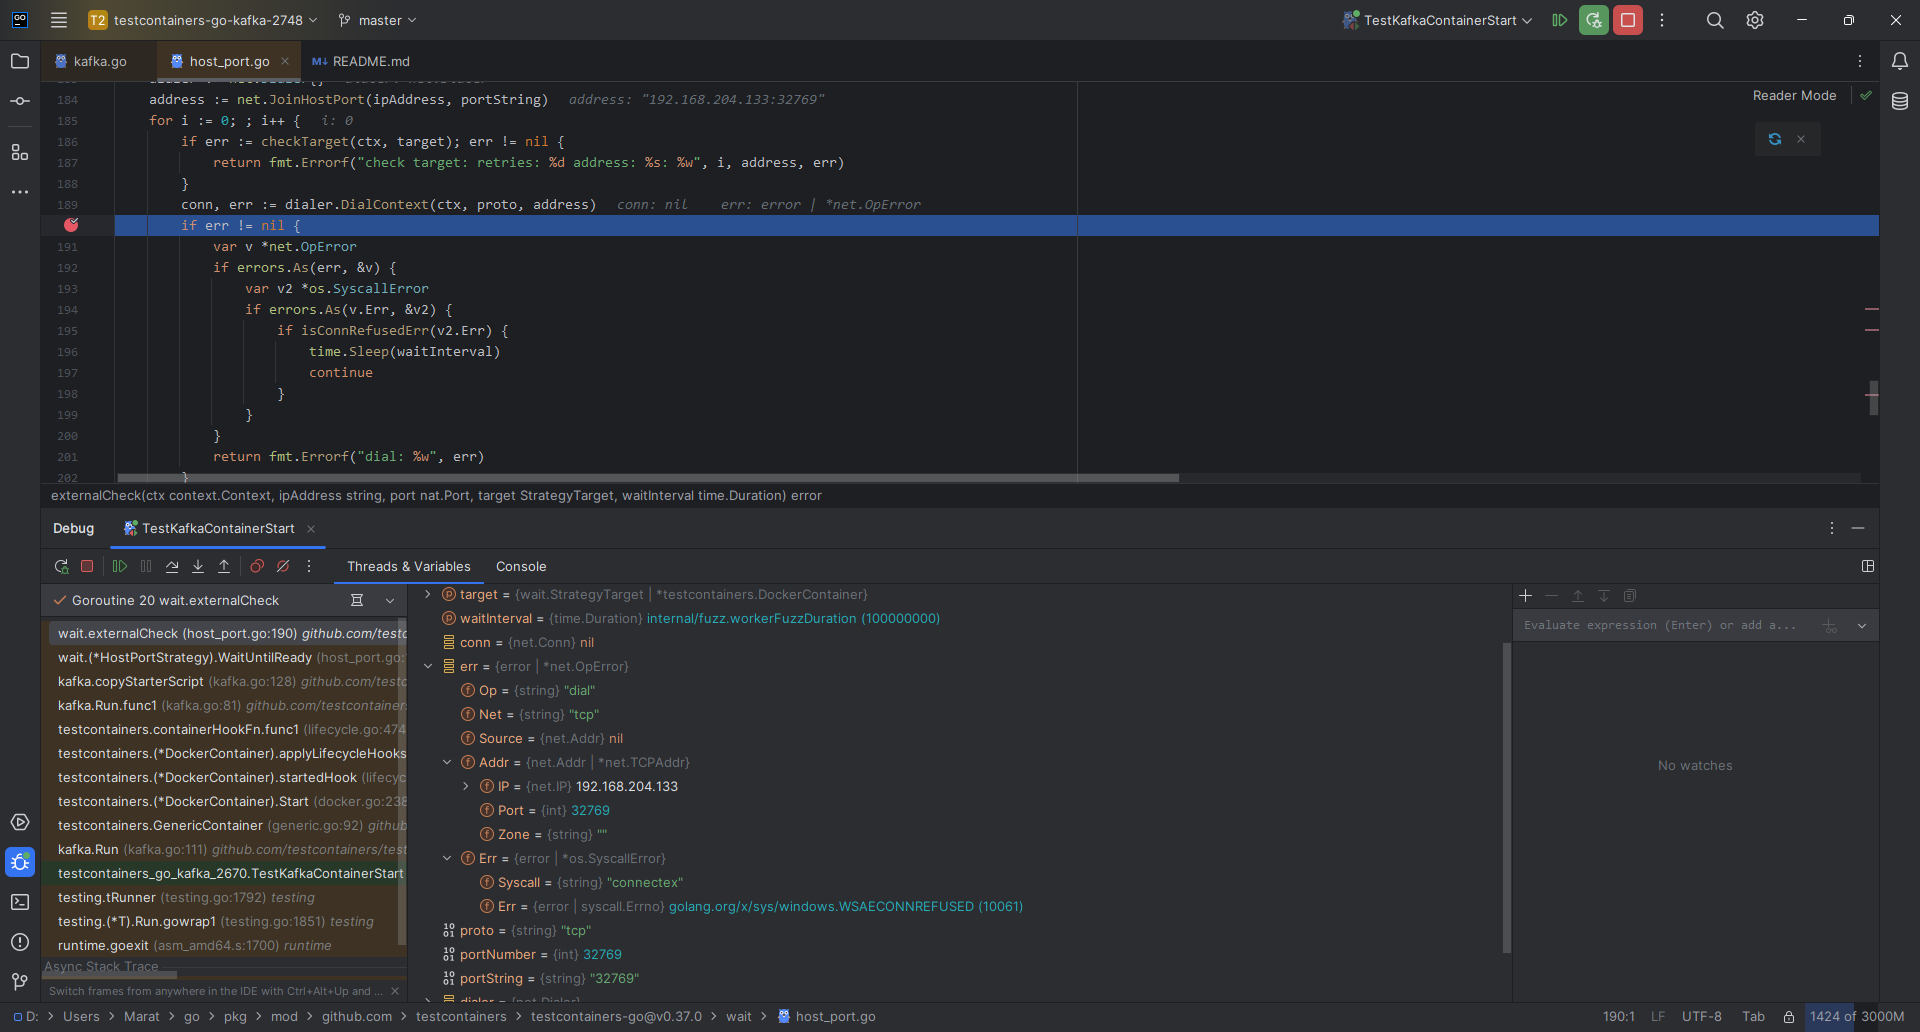 GO T2 testcontainers-go-kafka-2748 master TestKafkaContainerStart
kafka.go host_port.go README.md
Reader Mode
184 address := net.JoinHostPort(ipAddress, portString) address: "192.168.204.133:32769"
185 for i := 0; ; i++ { i: 0
186 if err := checkTarget(ctx, target); err != nil {
187 return fmt.Errorf("check target: retries: %d address: %s: %w", i, address, err)
188 }
189 conn, err := dialer.DialContext(ctx, proto, address) conn: nil err: error | *net.OpError
if err != nil {
191 var v *net.OpError
192 if errors.As(err, &v) {
193 var v2 *os.SyscallError
194 if errors.As(v.Err, &v2) {
195 if isConnRefusedErr(v2.Err) {
196 time.Sleep(waitInterval)
197 continue
198 }
199 }
200 }
201 return fmt.Errorf("dial: %w", err)
202 }
externalCheck(ctx context.Context, ipAddress string, port nat.Port, target StrategyTarget, waitInterval time.Duration) error
Debug TestKafkaContainerStart
Threads & Variables Console
Goroutine 20 wait.externalCheck
wait.externalCheck (host_port.go:190) github.com/testc
wait.(*HostPortStrategy).WaitUntilReady (host_port.go:
kafka.copyStarterScript (kafka.go:128) github.com/testc
kafka.Run.func1 (kafka.go:81) github.com/testcontainer
testcontainers.containerHookFn.func1 (lifecycle.go:474
testcontainers.(*DockerContainer).applyLifecycleHooks
testcontainers.(*DockerContainer).startedHook (lifecyc
testcontainers.(*DockerContainer).Start (docker.go:238
testcontainers.GenericContainer (generic.go:92) github
kafka.Run (kafka.go:111) github.com/testcontainers/test
testcontainers_go_kafka_2670.TestKafkaContainerStart
testing.tRunner (testing.go:1792) testing
testing.(*T).Run.gowrap1 (testing.go:1851) testing
runtime.goexit (asm_amd64.s:1700) runtime
Async Stack Trace
Switch frames from anywhere in the IDE with Ctrl+Alt+Up and ...
target = {wait.StrategyTarget | *testcontainers.DockerContainer}
waitInterval = {time.Duration} internal/fuzz.workerFuzzDuration (100000000)
conn = {net.Conn} nil
err = {error | *net.OpError}
Op = {string} "dial"
Net = {string} "tcp"
Source = {net.Addr} nil
Addr = {net.Addr | *net.TCPAddr}
IP = {net.IP} 192.168.204.133
Port = {int} 32769
Zone = {string} ""
Err = {error | *os.SyscallError}
Syscall = {string} "connectex"
Err = {error | syscall.Errno} golang.org/x/sys/windows.WSAECONNREFUSED (10061)
proto = {string} "tcp"
portNumber = {int} 32769
portString = {string} "32769"
dialer = {net.Dialer}
Evaluate expression (Enter) or add a...
No watches
D: > Users > Marat > go > pkg > mod > github.com > testcontainers > testcontainers-go@v0.37.0 > wait > host_port.go
190:1 LF UTF-8 Tab 1424 of 3000M